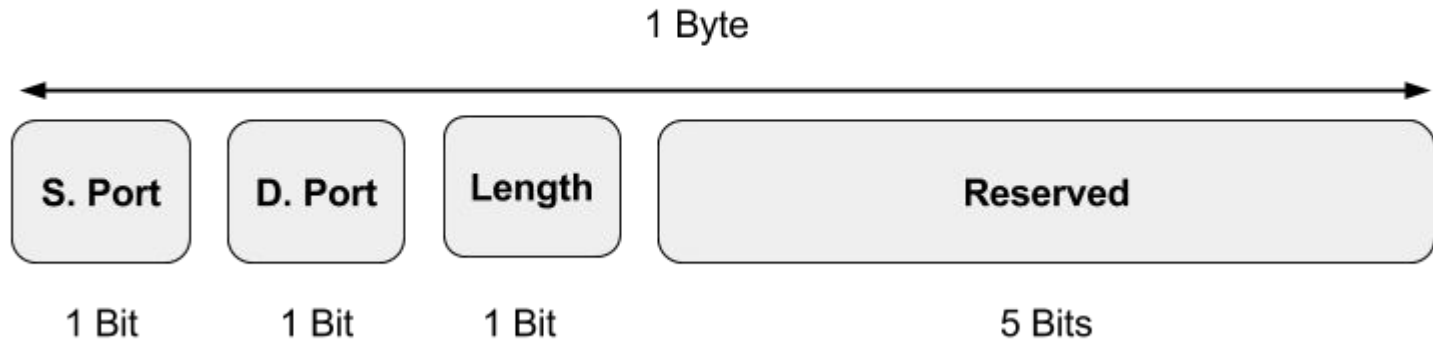 1 Byte
S. Port D. Port Length Reserved
1 Bit 1 Bit 1 Bit 5 Bits